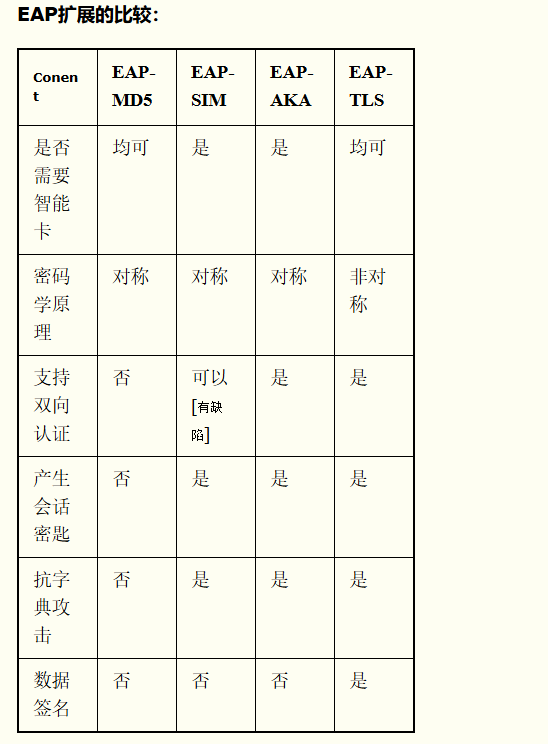 EAP扩展的比较：
Conen
t
EAP-
MD5
EAP-
SIM
EAP-
AKA
EAP-
TLS
是否
需要
智能
卡
均可
是
是
均可
密码
学原
理
对称
对称
对称
非对
称
支持
双向
认证
否
可以
[有缺
陷]
是
是
产生
会话
密匙
否
是
是
是
抗字
典攻
击
否
是
是
是
数据
签名
否
否
否
是